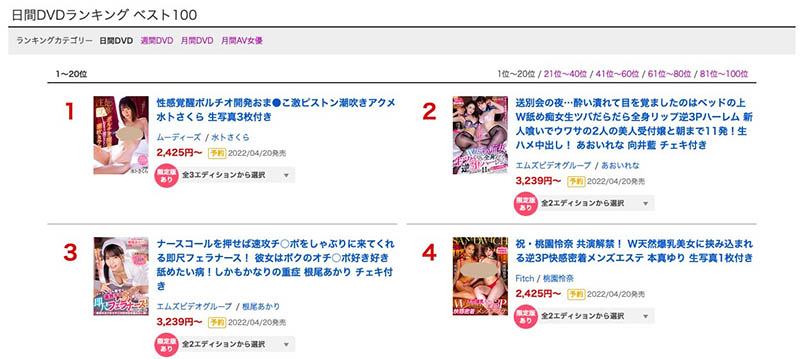 日間DVDランキング ベスト100
ランキングカテゴリー 日間DVD 週間DVD 月間DVD 月間AV女優
1〜20位
1位〜20位 / 21位〜40位 / 41位〜60位 / 61位〜80位 / 81位〜100位
1
性感覚醒ポルチオ開発おま●こ激ピストン潮吹きアクメ
水卜さくら 生写真3枚付き
ムーディーズ / 水卜さくら
2,425円〜 予約 2022/04/20発売
限定版
あり
全3エディションから選択
2
送別会の夜…酔い潰れて目を覚ましたのはベッドの上
W舐め痴女生ツバだらだら全身リップ逆3Pハーレム 新
人喰いでウワサの2人の美人受付嬢と朝まで11発！生
ハメ中出し！ あおいれな 向井藍 チェキ付き
エムズビデオグループ / あおいれな
3,239円〜 予約 2022/04/20発売
限定版
あり
全2エディションから選択
3
ナースコールを押せば速攻チ○ポをしゃぶりに来てくれ
る即尺フェラナース！ 彼女はボクのオチ○ポ好き好き
舐めたい病！しかもかなりの重症 根尾あかり チェキ付
き
エムズビデオグループ / 根尾あかり
3,239円〜 予約 2022/04/20発売
限定版
あり
全2エディションから選択
4
祝・桃園怜奈 共演解禁！ W天然爆乳美女に挟み込まれ
る逆3P快感密着メンズエステ 本真ゆり 生写真1枚付き
Fitch / 桃園怜奈
2,425円〜 予約 2022/04/20発売
限定版
あり
全2エディションから選択